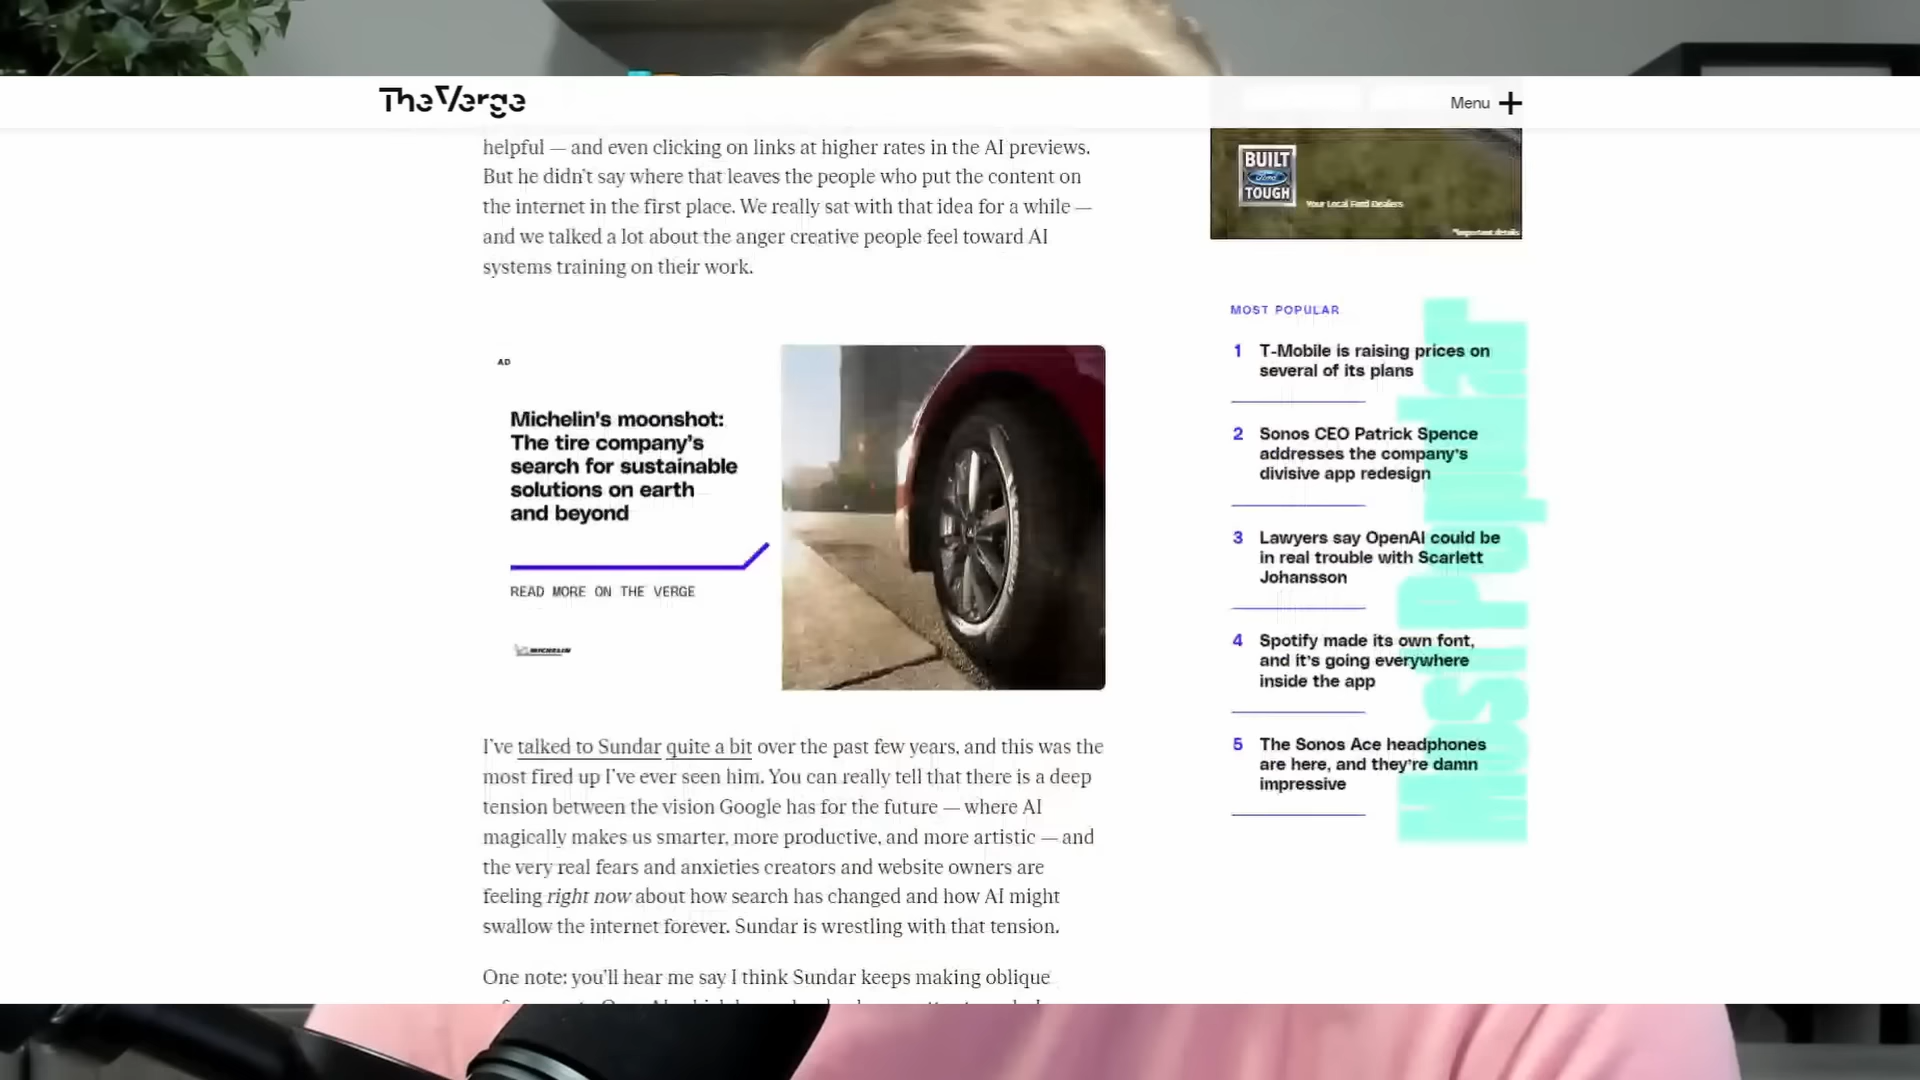 The Verge
Menu
helpful — and even clicking on links at higher rates in the AI previews.
But he didn't say where that leaves the people who put the content on
the internet in the first place. We really sat with that idea for a while —
and we talked a lot about the anger creative people feel toward AI
systems training on their work.
BUILT
Ford
TOUGH
Your Local Ford Dealers
*Important details
AD
Michelin's moonshot:
The tire company's
search for sustainable
solutions on earth
and beyond
READ MORE ON THE VERGE
MICHELIN
MOST POPULAR
Most Popular
1 T-Mobile is raising prices on
several of its plans
2 Sonos CEO Patrick Spence
addresses the company's
divisive app redesign
3 Lawyers say OpenAI could be
in real trouble with Scarlett
Johansson
4 Spotify made its own font,
and it's going everywhere
inside the app
5 The Sonos Ace headphones
are here, and they're damn
impressive
I've talked to Sundar quite a bit over the past few years, and this was the
most fired up I've ever seen him. You can really tell that there is a deep
tension between the vision Google has for the future — where AI
magically makes us smarter, more productive, and more artistic — and
the very real fears and anxieties creators and website owners are
feeling right now about how search has changed and how AI might
swallow the internet forever. Sundar is wrestling with that tension.
One note: you'll hear me say I think Sundar keeps making oblique